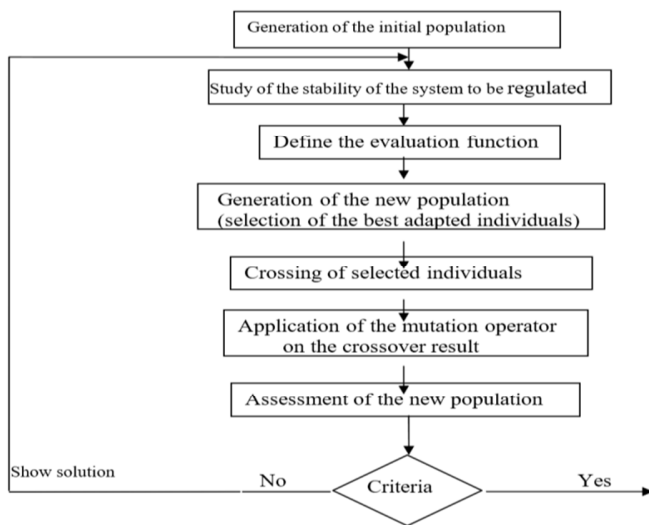 Generation of the initial population
Study of the stability of the system to be regulated
Define the evaluation function
Generation of the new population
(selection of the best adapted individuals)
Crossing of selected individuals
Application of the mutation operator
on the crossover result
Assessment of the new population
Show solution
No
Criteria
Yes